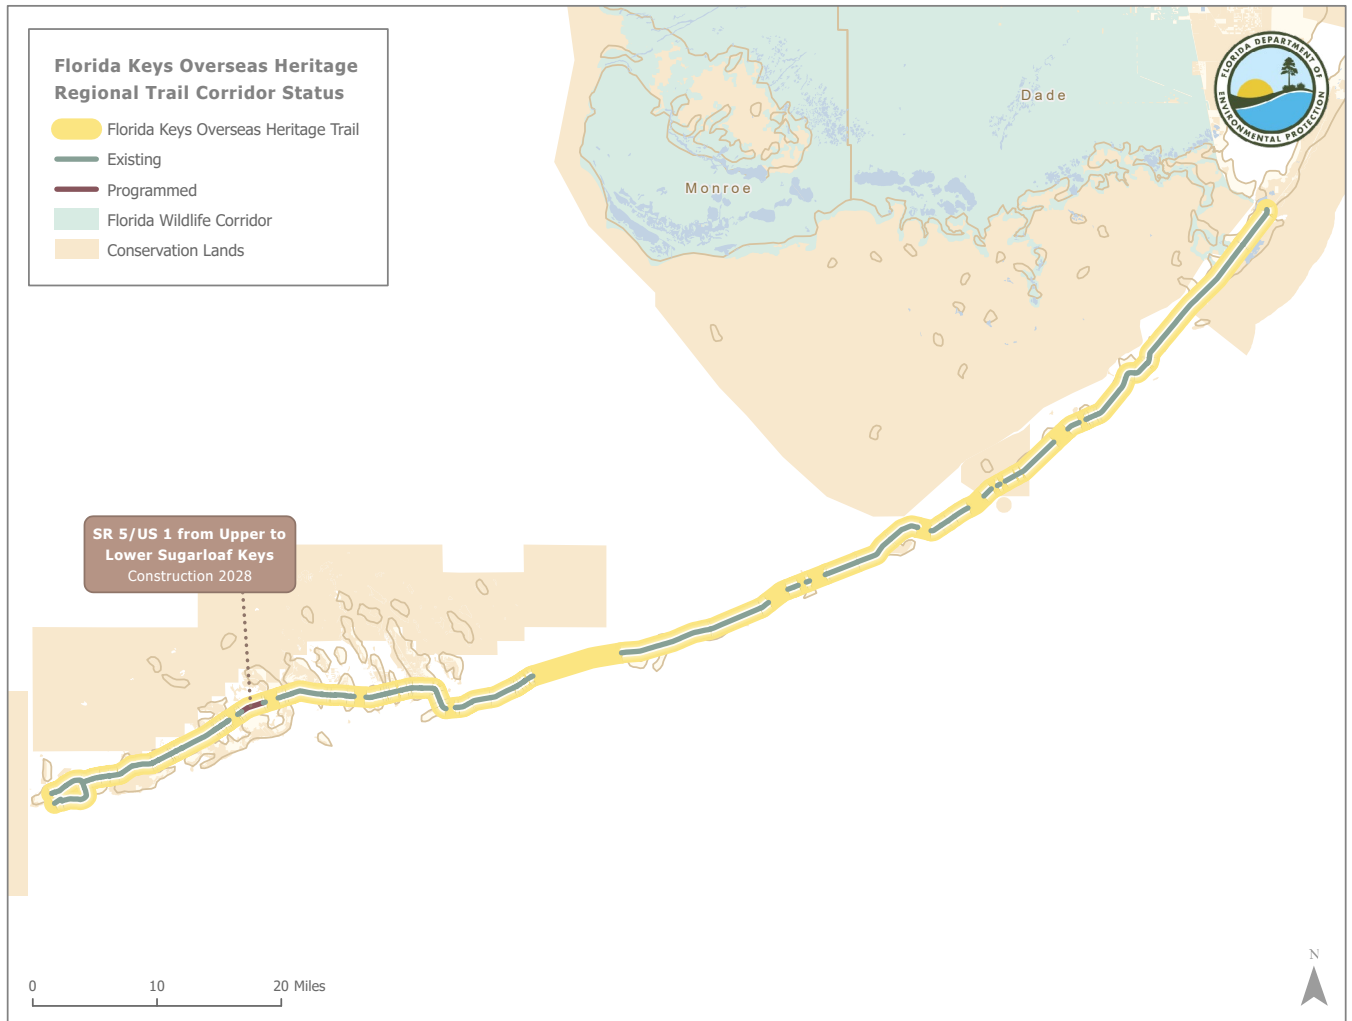 Florida Keys Overseas Heritage
Regional Trail Corridor Status
Florida Keys Overseas Heritage Trail
Existing
Programmed
Florida Wildlife Corridor
Conservation Lands
FLORIDA DEPARTMENT OF
ENVIRONMENTAL PROTECTION
Dade
Monroe
SR 5/US 1 from Upper to
Lower Sugarloaf Keys
Construction 2028
N
0 10 20 Miles